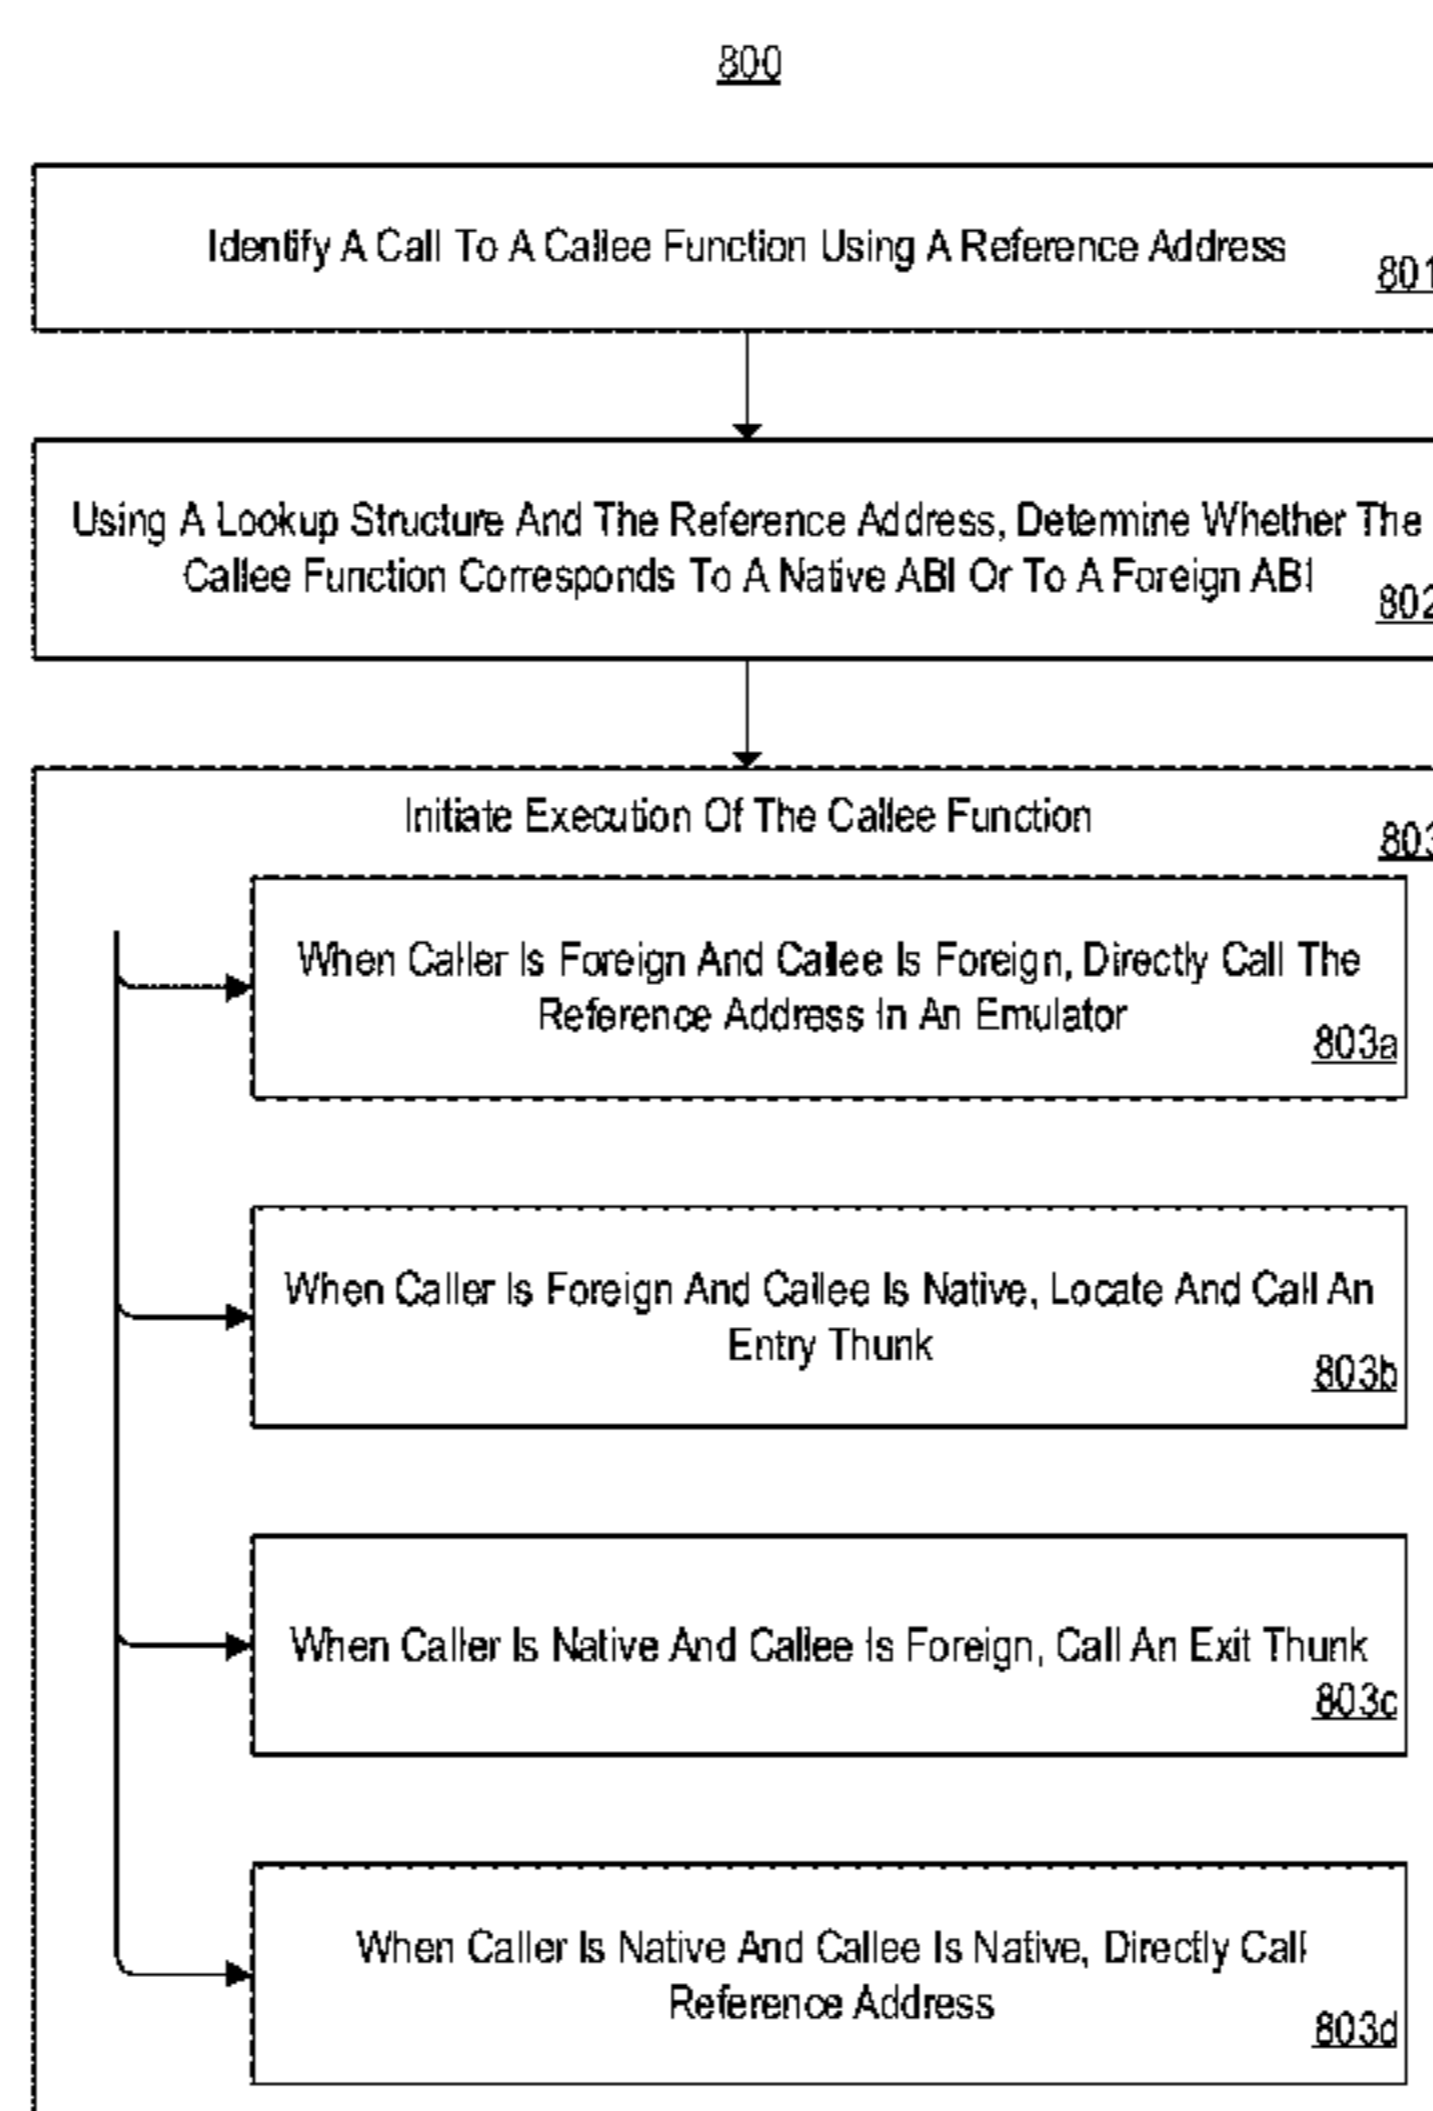 800
Identify A Call To A Callee Function Using A Reference Address
801
Using A Lookup Structure And The Reference Address, Determine Whether The
Callee Function Corresponds To A Native ABI Or To A Foreign ABI
802
Initiate Execution Of The Callee Function
803
When Caller Is Foreign And Callee Is Foreign, Directly Call The
Reference Address In An Emulator
803a
When Caller Is Foreign And Callee Is Native, Locate And Call An
Entry Thunk
803b
When Caller Is Native And Callee Is Foreign, Call An Exit Thunk
803c
When Caller Is Native And Callee Is Native, Directly Call
Reference Address
803d